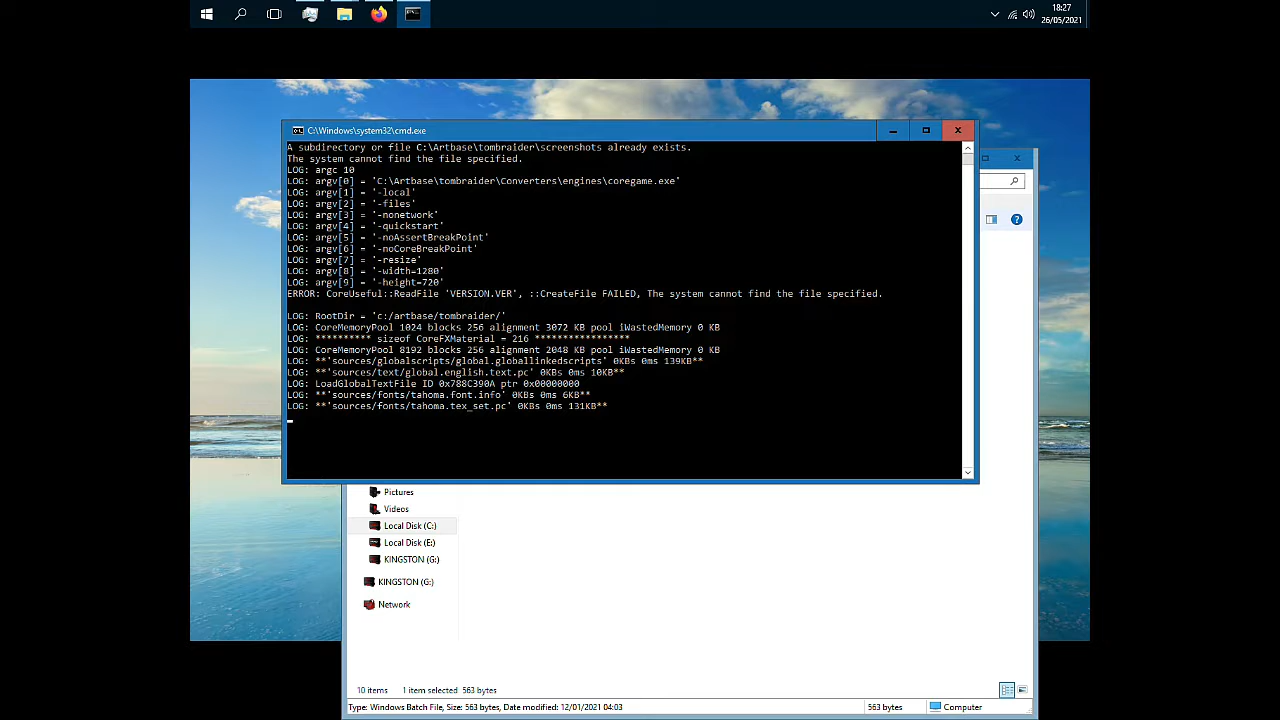 18:27
26/05/2021
C:\Windows\system32\cmd.exe
A subdirectory or file C:\Artbase\tombraider\screenshots already exists.
The system cannot find the file specified.
LOG: argc 10
LOG: argv[0] = 'C:\Artbase\tombraider\Converters\engines\coregame.exe'
LOG: argv[1] = '-local'
LOG: argv[2] = '-files'
LOG: argv[3] = '-nonetwork'
LOG: argv[4] = '-quickstart'
LOG: argv[5] = '-noAssertBreakPoint'
LOG: argv[6] = '-noCoreBreakPoint'
LOG: argv[7] = '-resize'
LOG: argv[8] = '-width=1280'
LOG: argv[9] = '-height=720'
ERROR: CoreUseful::ReadFile 'VERSION.VER', ::CreateFile FAILED, The system cannot find the file specified.
LOG: RootDir = 'c:/artbase/tombraider/'
LOG: CoreMemoryPool 1024 blocks 256 alignment 3072 KB pool iWastedMemory 0 KB
LOG: ********** sizeof CoreFXMaterial = 216 *****************
LOG: CoreMemoryPool 8192 blocks 256 alignment 2048 KB pool iWastedMemory 0 KB
LOG: **'sources/globalscripts/global.globallinkedscripts' 0KBs 0ms 139KB**
LOG: **'sources/text/global.english.text.pc' 0KBs 0ms 10KB**
LOG: LoadGlobalTextFile ID 0x788C390A ptr 0x00000000
LOG: **'sources/fonts/tahoma.font.info' 0KBs 0ms 6KB**
LOG: **'sources/fonts/tahoma.tex_set.pc' 0KBs 0ms 131KB**
Pictures
Videos
Local Disk (C:)
Local Disk (E:)
KINGSTON (G:)
KINGSTON (G:)
Network
10 items 1 item selected 563 bytes
Type: Windows Batch File, Size: 563 bytes, Date modified: 12/01/2021 04:03 563 bytes Computer